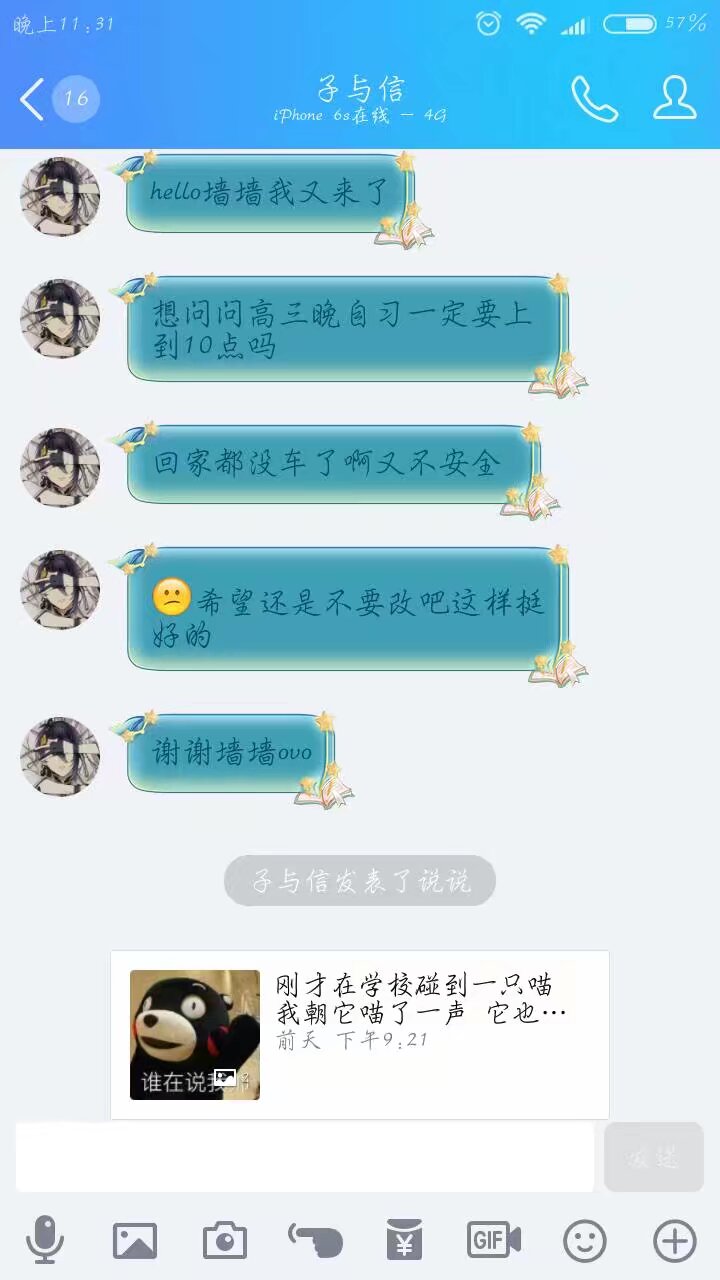 晚上11:31
57%
16
子与信
iPhone 6s在线 - 4G
hello墙墙我又来了
想问问高三晚自习一定要上
到10点吗
回家都没车了啊又不安全
希望还是不要改吧这样挺
好的
谢谢墙墙ovo
子与信发表了说说
刚才在学校碰到一只喵
我朝它喵了一声 它也…
前天 下午9:21
谁在说我
发送
GIF